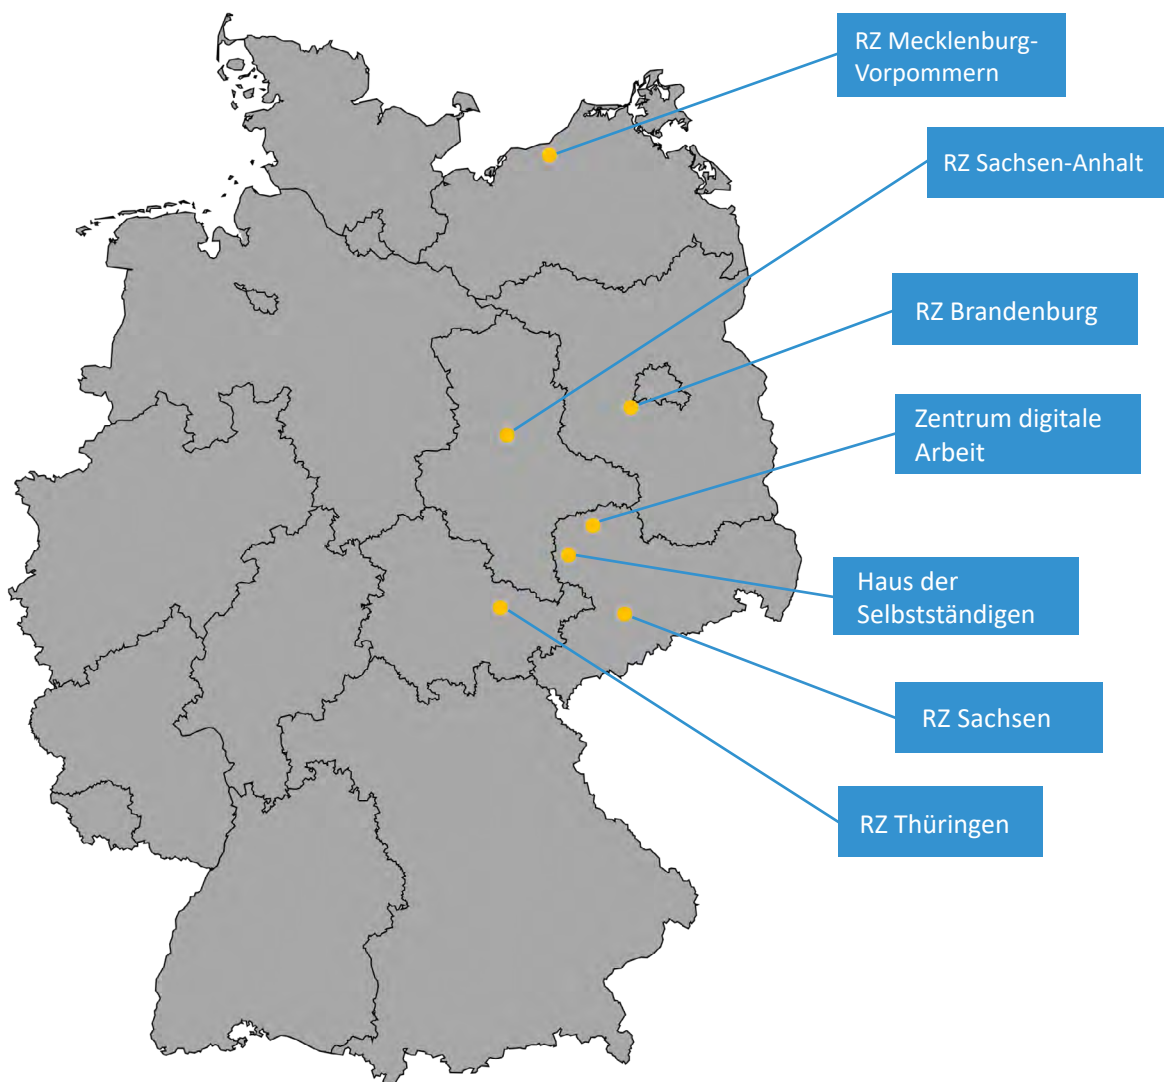 RZ Mecklenburg-
Vorpommern
RZ Sachsen-Anhalt
RZ Brandenburg
Zentrum digitale
Arbeit
Haus der
Selbstständigen
RZ Sachsen
RZ Thüringen